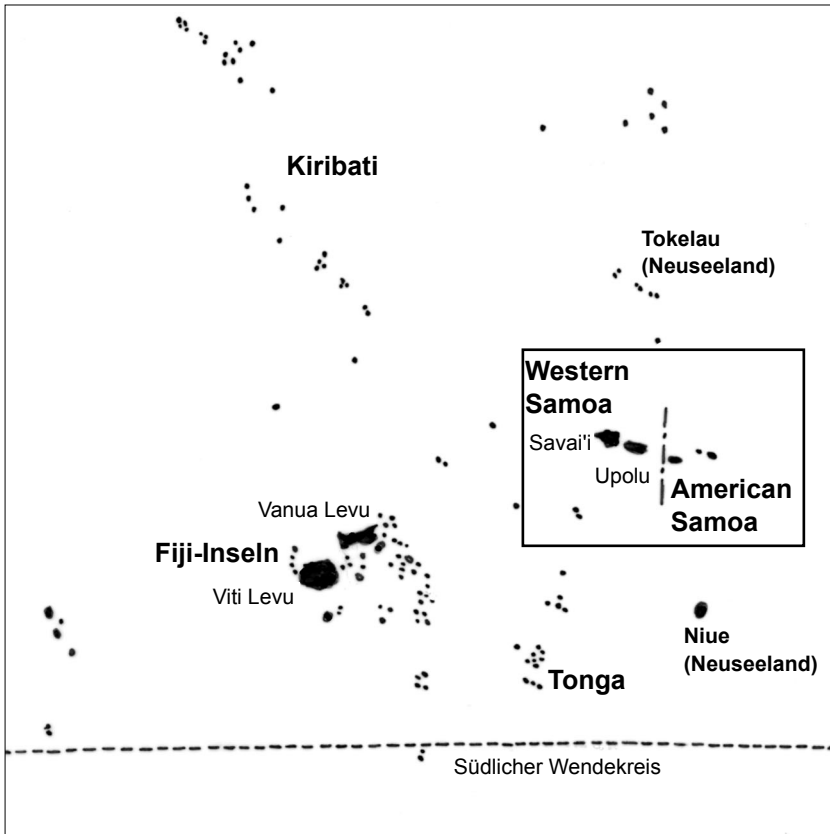 Kiribati
Tokelau
(Neuseeland)
Western
Samoa
Savai'i
Upolu
American
Samoa
Vanua Levu
Fiji-Inseln
Viti Levu
Niue
(Neuseeland)
Tonga
Südlicher Wendekreis